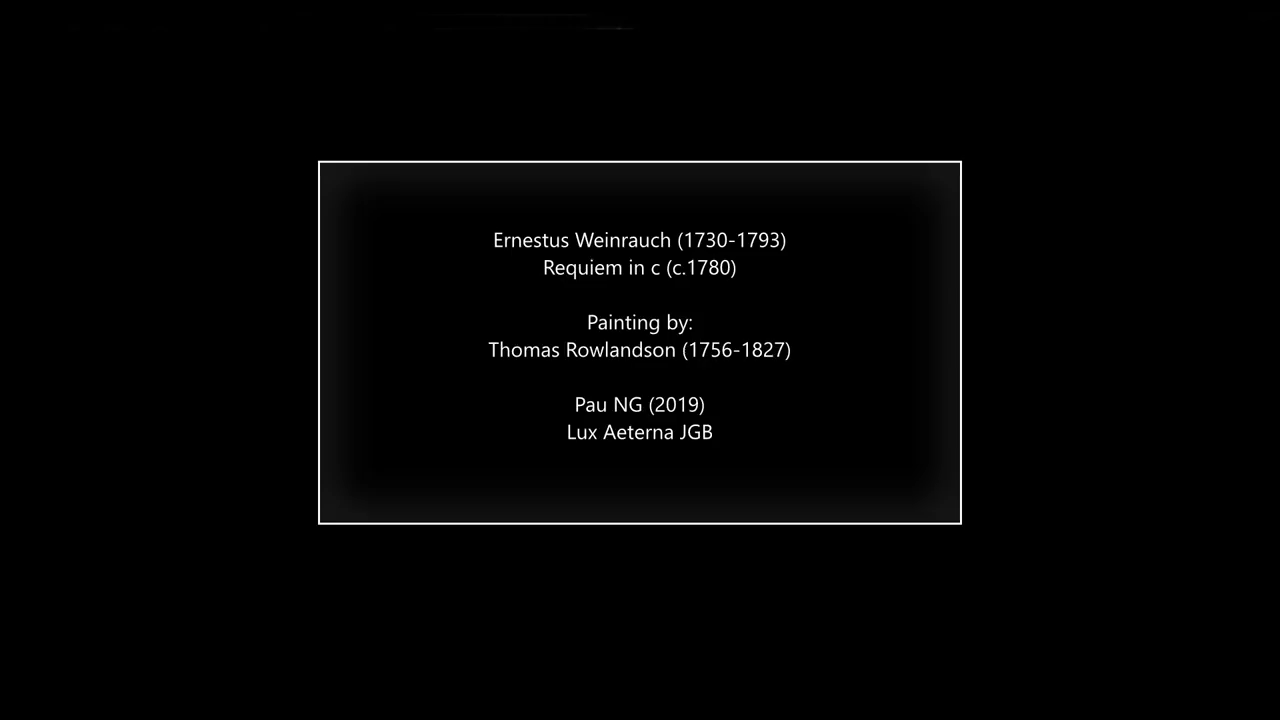 Ernestus Weinrauch (1730-1793)
Requiem in c (c.1780)
Painting by:
Thomas Rowlandson (1756-1827)
Pau NG (2019)
Lux Aeterna JGB